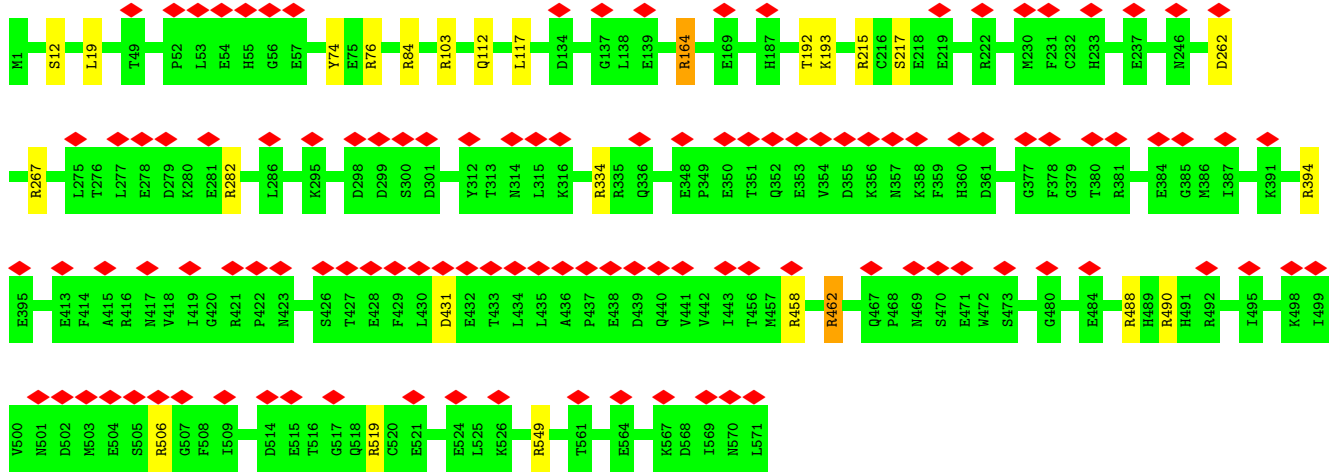 M1 S12 L19 T49 P52 L53 E54 H55 G56 E57 Y74 E75 R76 R84 R103 Q112 L117 D134 G137 L138 E139 R164 E169 H187 T192 K193 R215 C216 S217 E218 E219 R222 M230 F231 C232 H233 E237 N246 D262
R267 L275 T276 L277 E278 D279 K280 E281 R282 L286 K295 D298 D299 S300 D301 Y312 T313 N314 L315 K316 R334 R335 Q336 E348 P349 E350 T351 Q352 E353 V354 D355 K356 N357 K358 F359 H360 D361 G377 F378 G379 T380 R381 E384 G385 M386 I387 K391 R394
E395 E413 F414 A415 R416 N417 V418 I419 G420 R421 P422 N423 S426 T427 E428 F429 L430 D431 E432 T433 L434 L435 A436 P437 E438 D439 Q440 V441 V442 I443 T456 M457 R458 R462 Q467 P468 N469 S470 E471 W472 S473 G480 E484 R488 H489 R490 H491 R492 I495 K498 I499
V500 N501 D502 M503 E504 S505 R506 G507 F508 I509 D514 E515 T516 G517 Q518 R519 C520 E521 E524 L525 K526 R549 T561 E564 K567 D568 I569 N570 L571